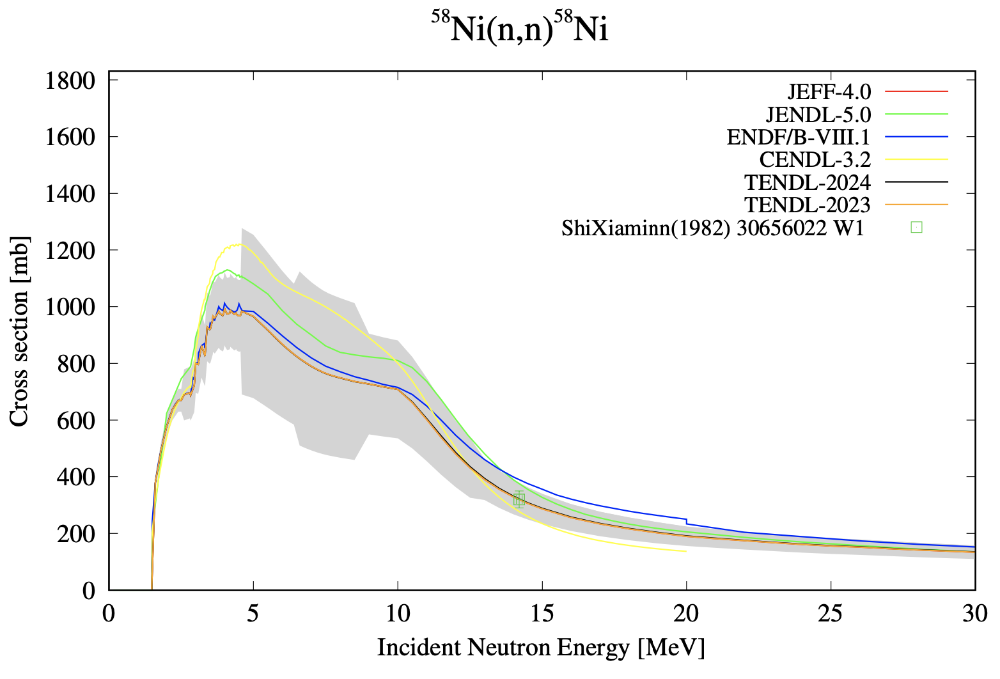 ⁵⁸Ni(n,n)⁵⁸Ni
Cross section [mb]
1800
1600
1400
1200
1000
800
600
400
200
0
JEFF-4.0
JENDL-5.0
ENDF/B-VIII.1
CENDL-3.2
TENDL-2024
TENDL-2023
ShiXiaminn(1982) 30656022 W1
0 5 10 15 20 25 30
Incident Neutron Energy [MeV]